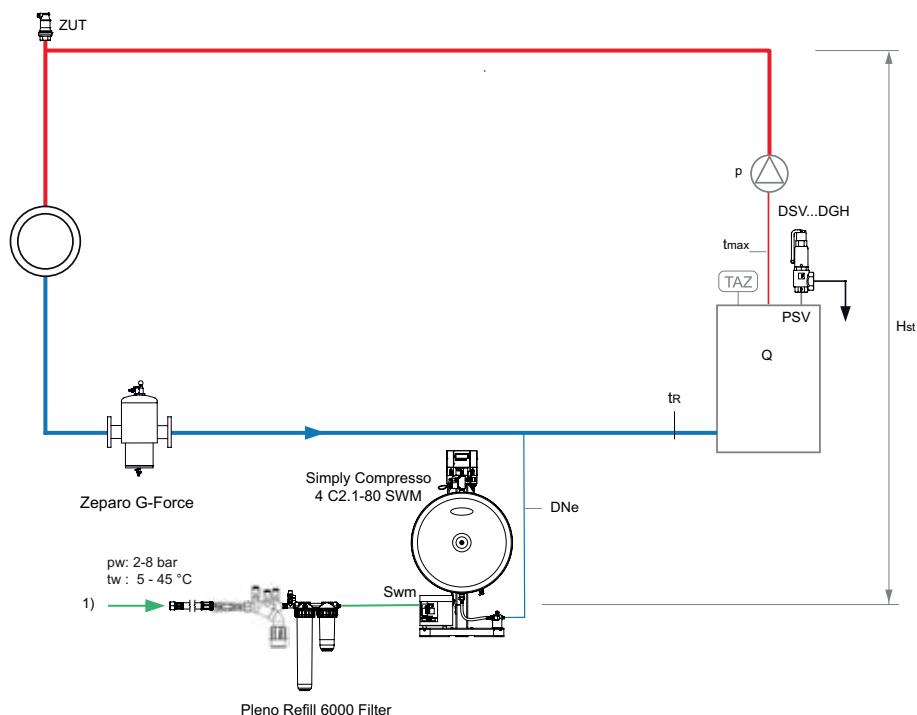 ZUT
p
DSV...DGH
tmax
TAZ
PSV
Hst
Q
tR
Simply Compresso
4 C2.1-80 SWM
Zeparo G-Force
DNe
pw: 2-8 bar
tw : 5 - 45 °C
1)
Swm
Pleno Refill 6000 Filter